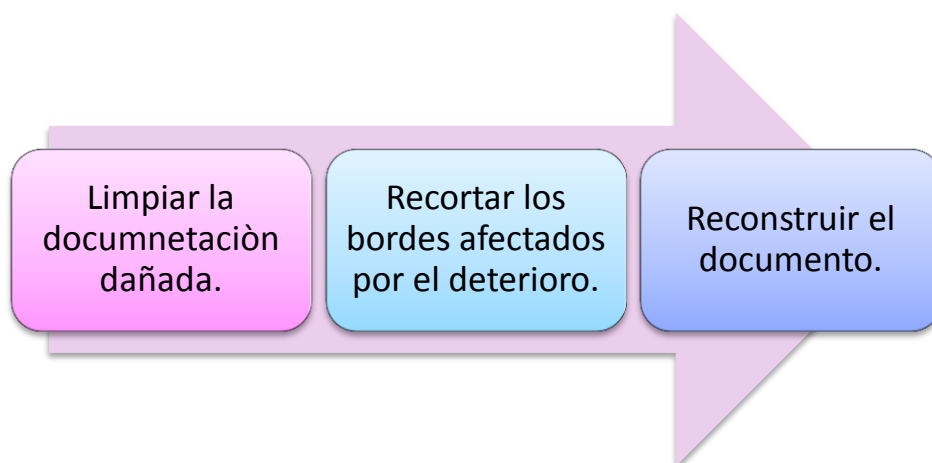 Limpiar la
documnetaciòn
dañada.
Recortar los
bordes afectados
por el deterioro.
Reconstruir el
documento.